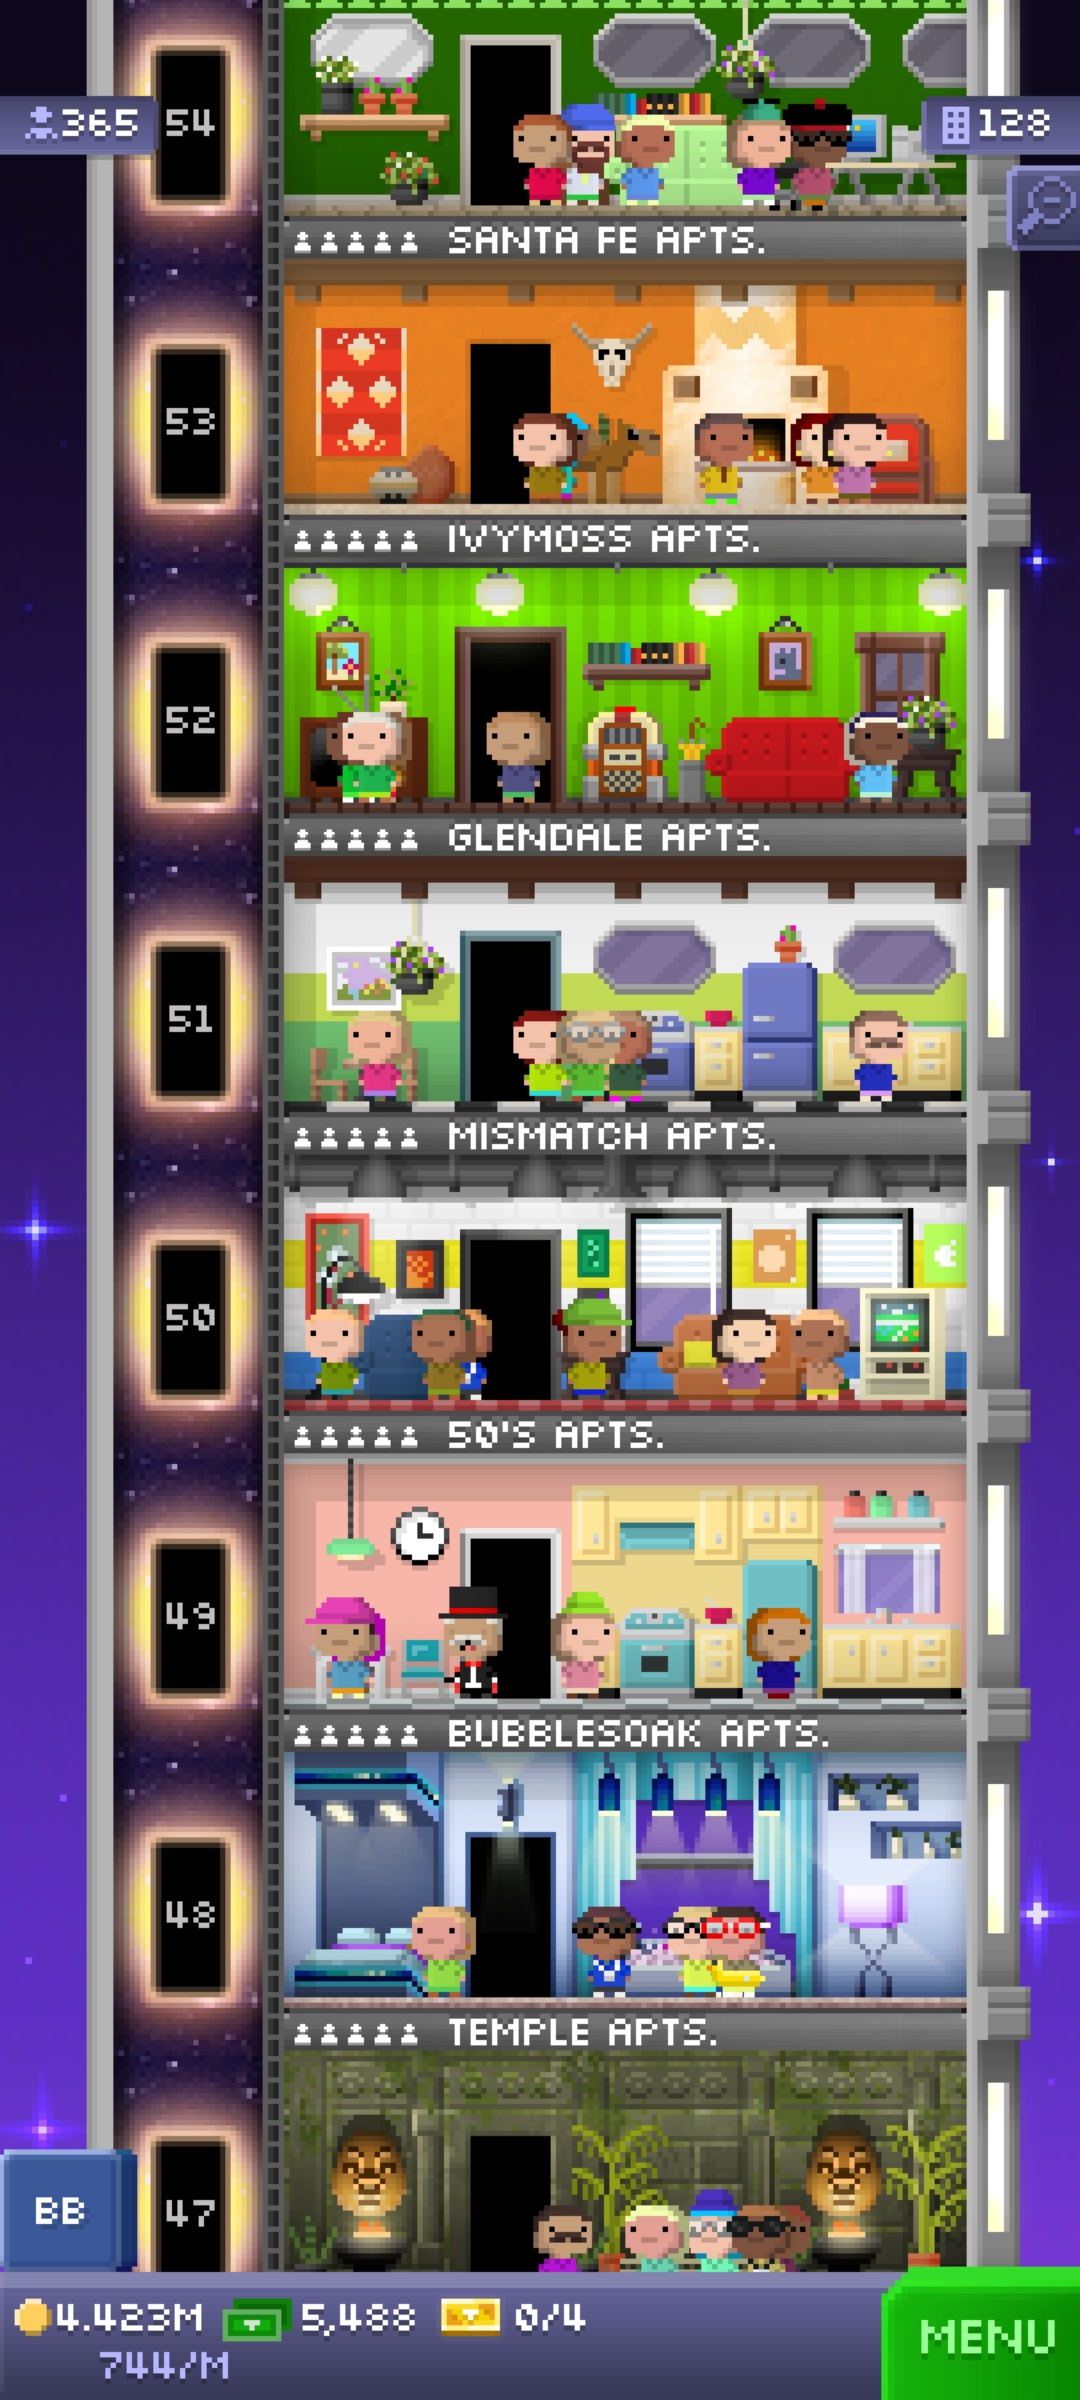 54
365
128
SANTA FE APTS.
53
IVYMOSS APTS.
52
GLENDALE APTS.
51
MISMATCH APTS.
50
50'S APTS.
49
BUBBLESOAK APTS.
48
TEMPLE APTS.
47
BB
4.423M 5,488 0/4
744/M
MENU